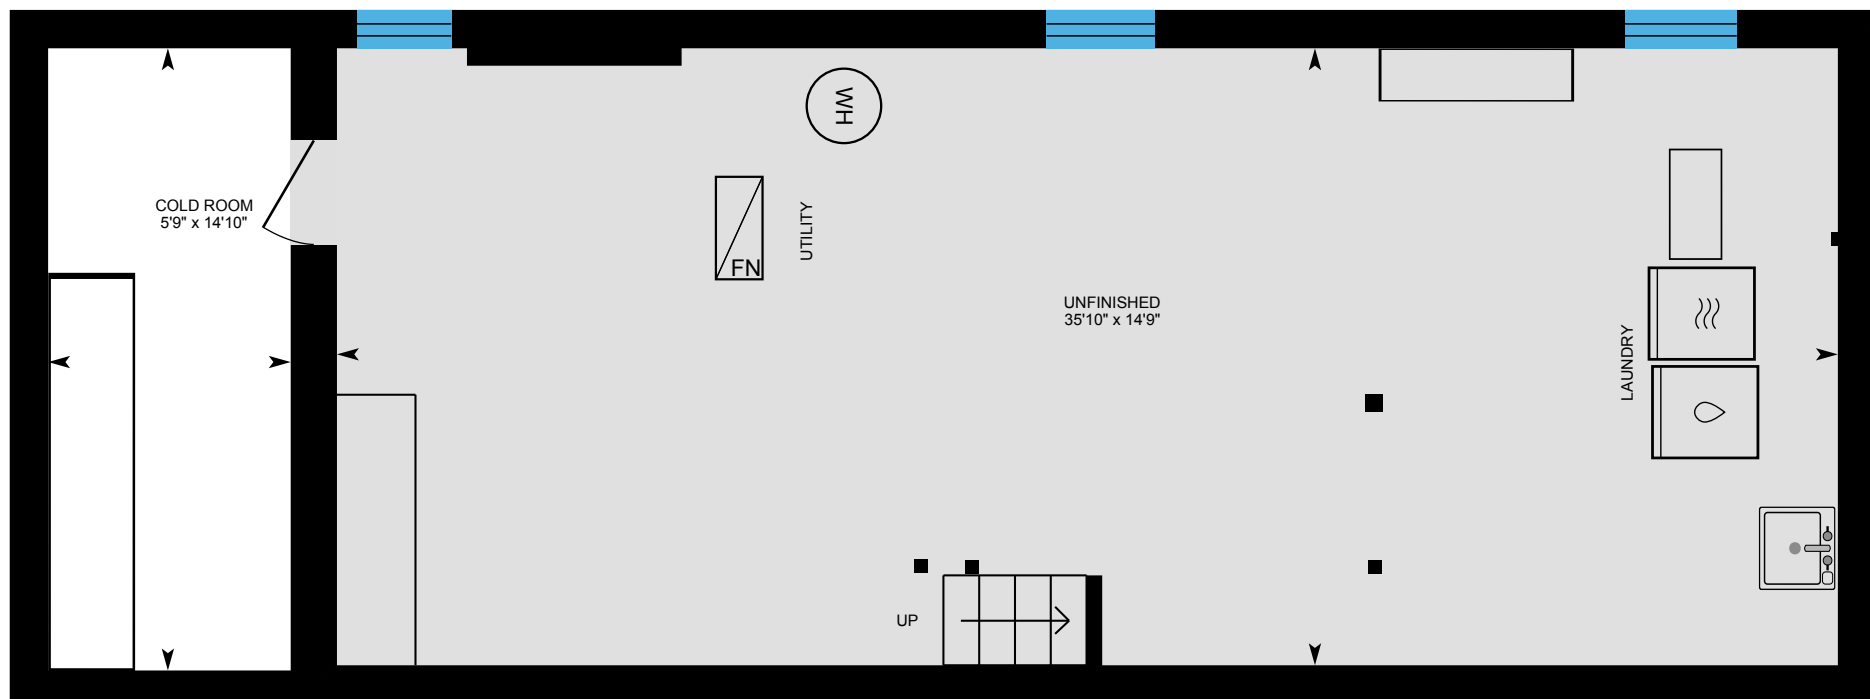 WH
COLD ROOM
5'9" x 14'10"
UTILITY
FN
UNFINISHED
35'10" x 14'9"
LAUNDRY
UP